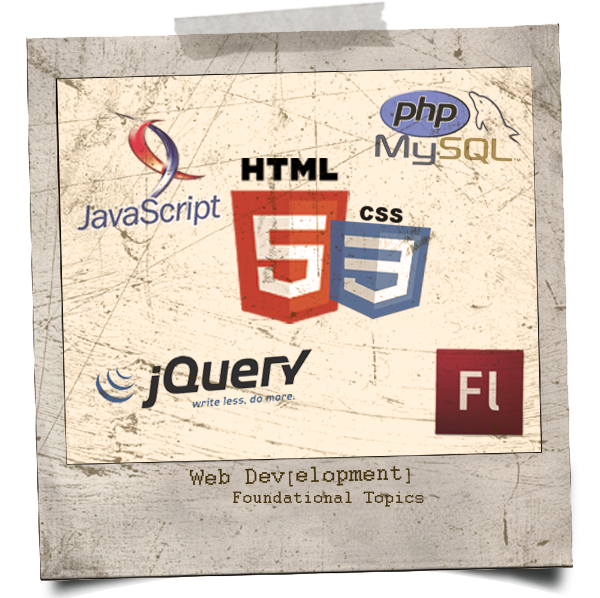 php
MySQL
JavaScript
HTML
5
CSS
3
jQuery
write less, do more.
Fl
Web Dev[elopment]
Foundational Topics